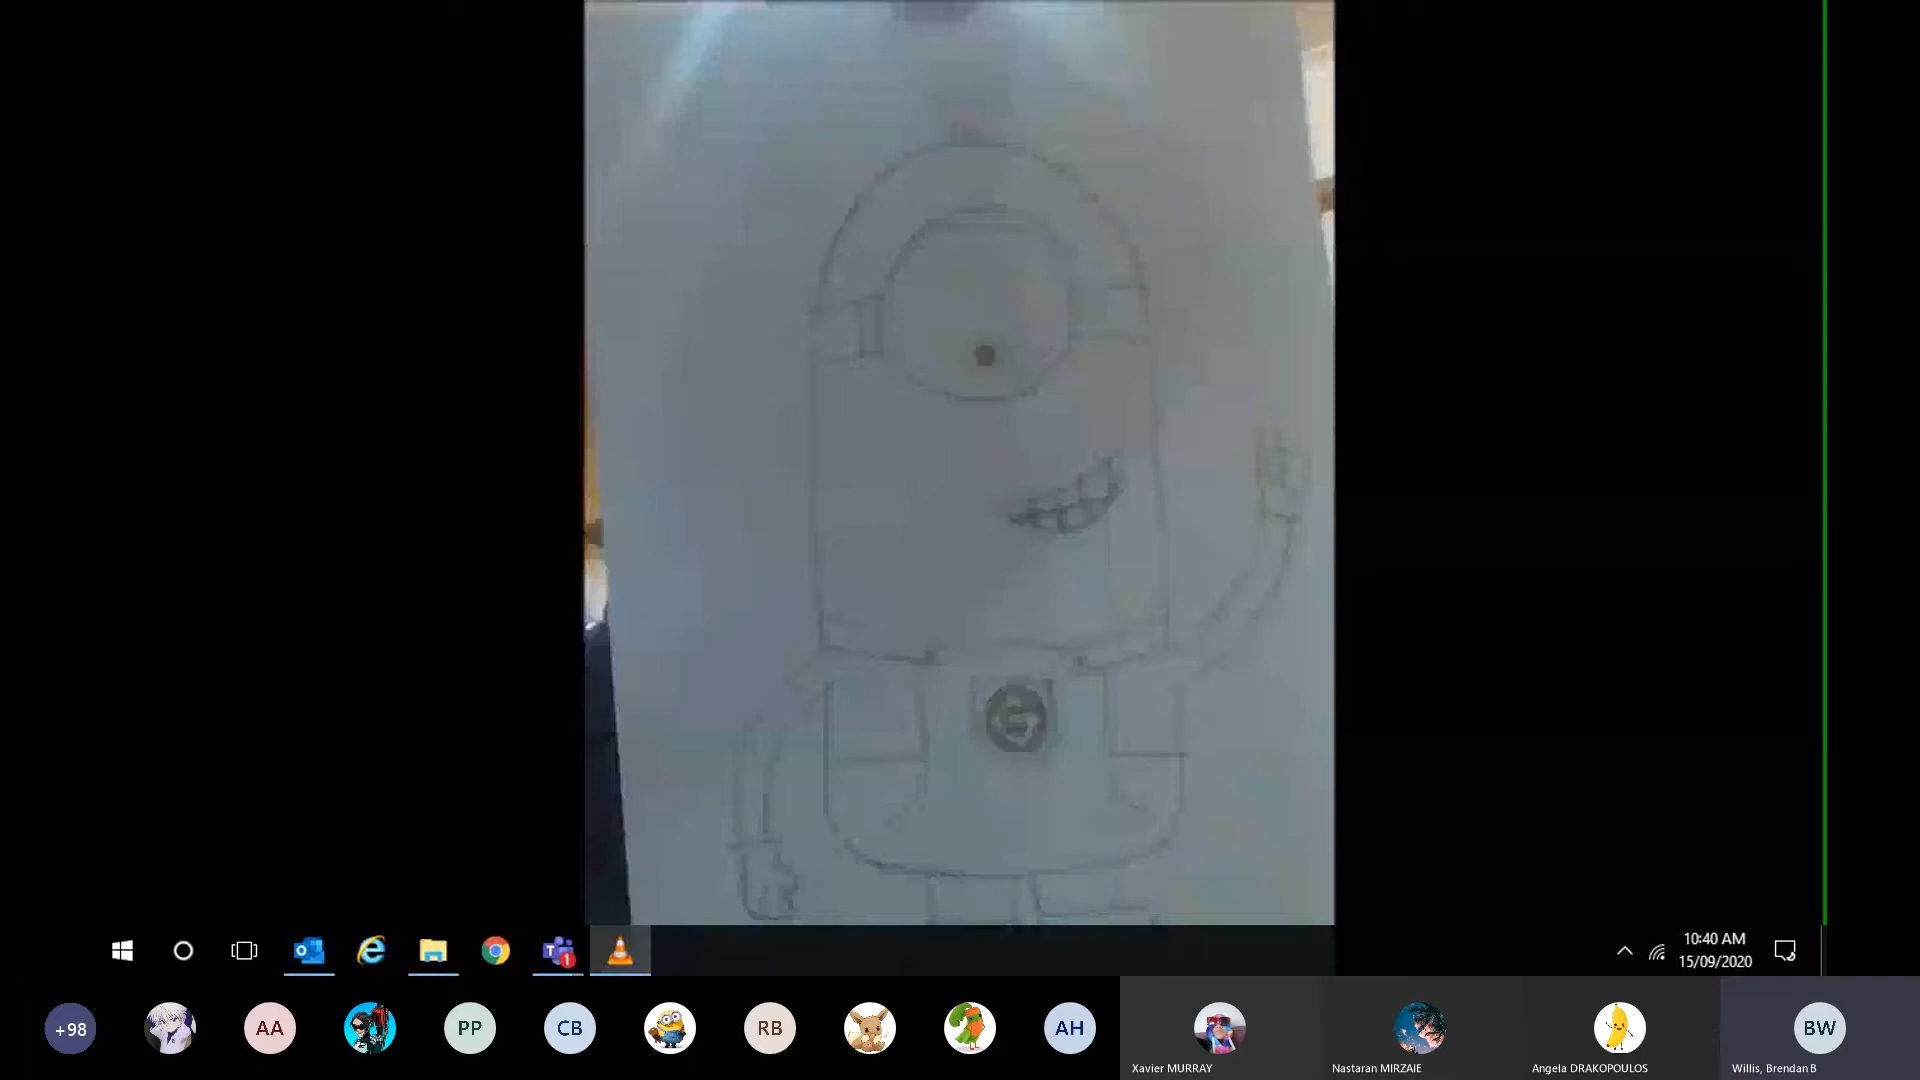 10:40 AM
15/09/2020
1
+98
AA
PP
CB
RB
AH
BW
Xavier MURRAY
Nastaran MIRZAIE
Angela DRAKOPOULOS
Willis, Brendan B